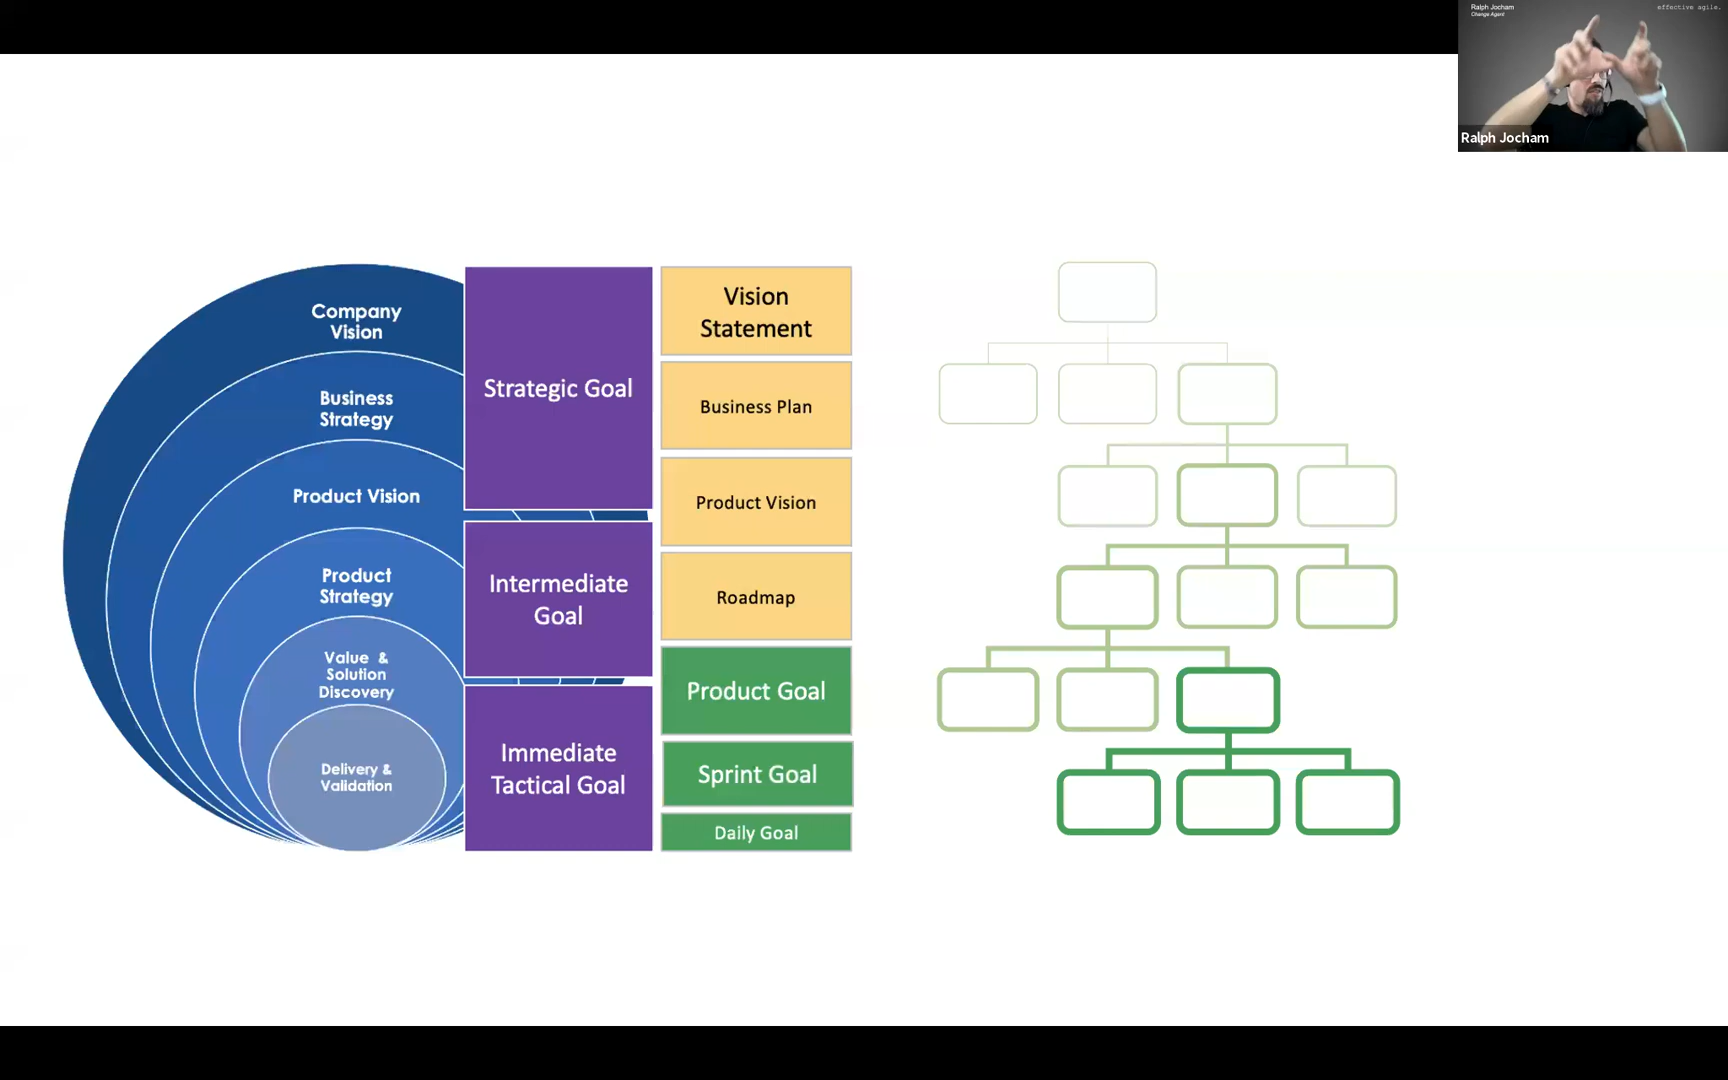 Ralph Jocham
Change Agent
effective agile.
Ralph Jocham
Company
Vision
Business
Strategy
Product Vision
Product
Strategy
Value &
Solution
Discovery
Delivery &
Validation
Strategic Goal
Intermediate
Goal
Immediate
Tactical Goal
Vision
Statement
Business Plan
Product Vision
Roadmap
Product Goal
Sprint Goal
Daily Goal